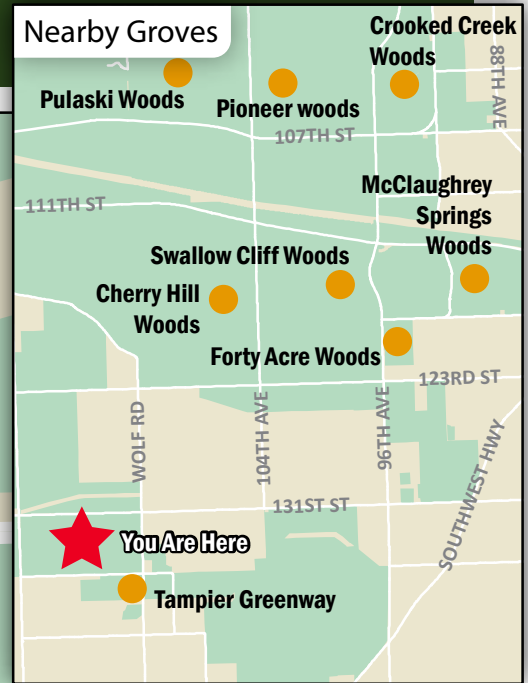 Nearby Groves
Crooked Creek
Woods
88TH AVE
Pulaski Woods
Pioneer woods
107TH ST
McClaughrey
Springs
Woods
111TH ST
Swallow Cliff Woods
Cherry Hill
Woods
Forty Acre Woods
123RD ST
WOLF RD
104TH AVE
96TH AVE
SOUTHWEST HWY
131ST ST
You Are Here
Tampier Greenway